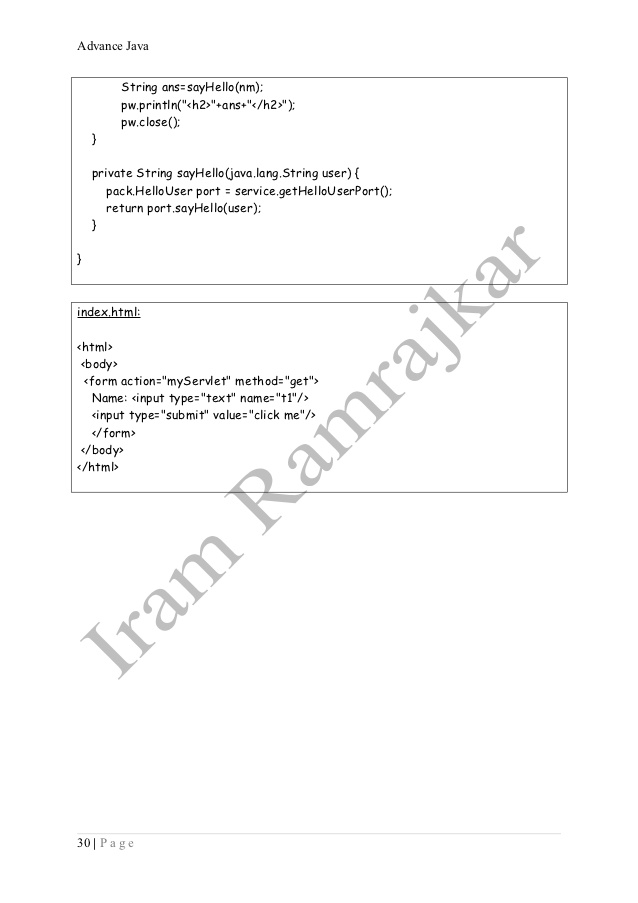 Advance Java
String ans=sayHello(nm);
pw.println("<h2>"+ans+"</h2>");
pw.close();
}
private String sayHello(java.lang.String user) {
pack.HelloUser port = service.getHelloUserPort();
return port.sayHello(user);
}
}
index.html:
<html>
<body>
<form action="myServlet" method="get">
Name: <input type="text" name="t1"/>
<input type="submit" value="click me"/>
</form>
</body>
</html>
Iram Ramrajkar
30 | P a g e